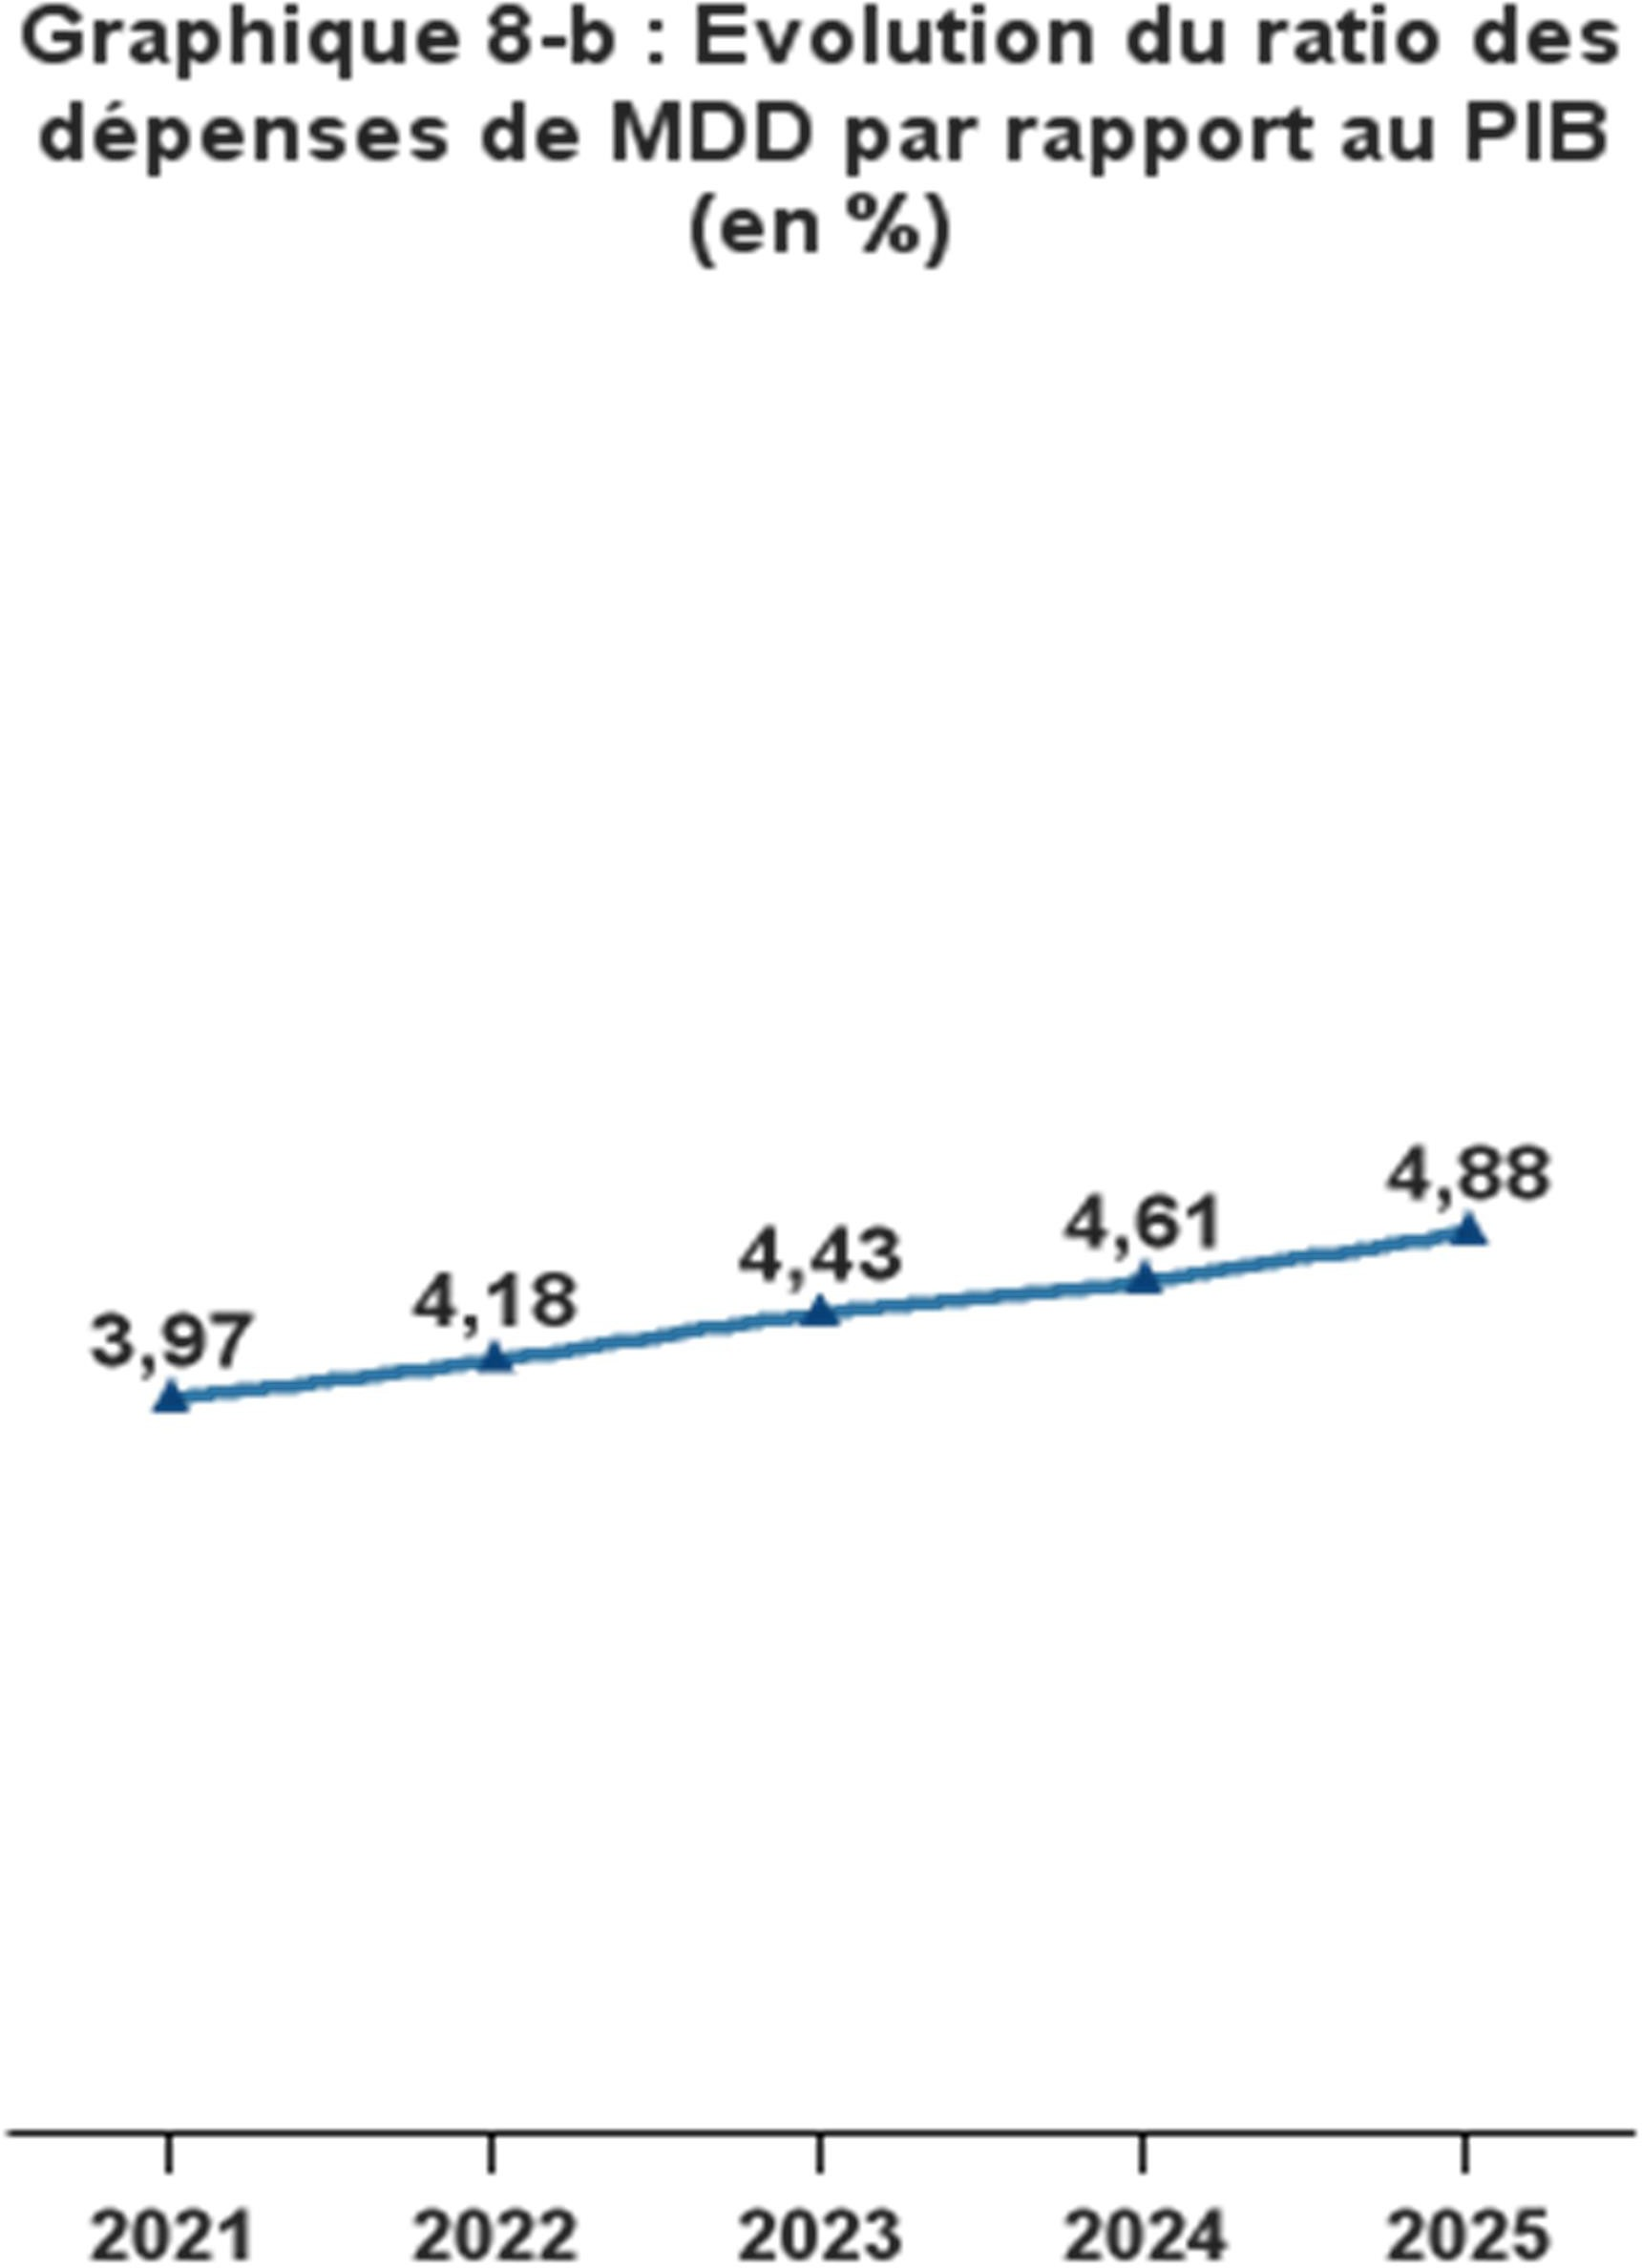 Graphique 8-b : Evolution du ratio des
dépenses de MDD par rapport au PIB
(en %)
4,88
4,61
4,43
4,18
3,97
2021 2022 2023 2024 2025